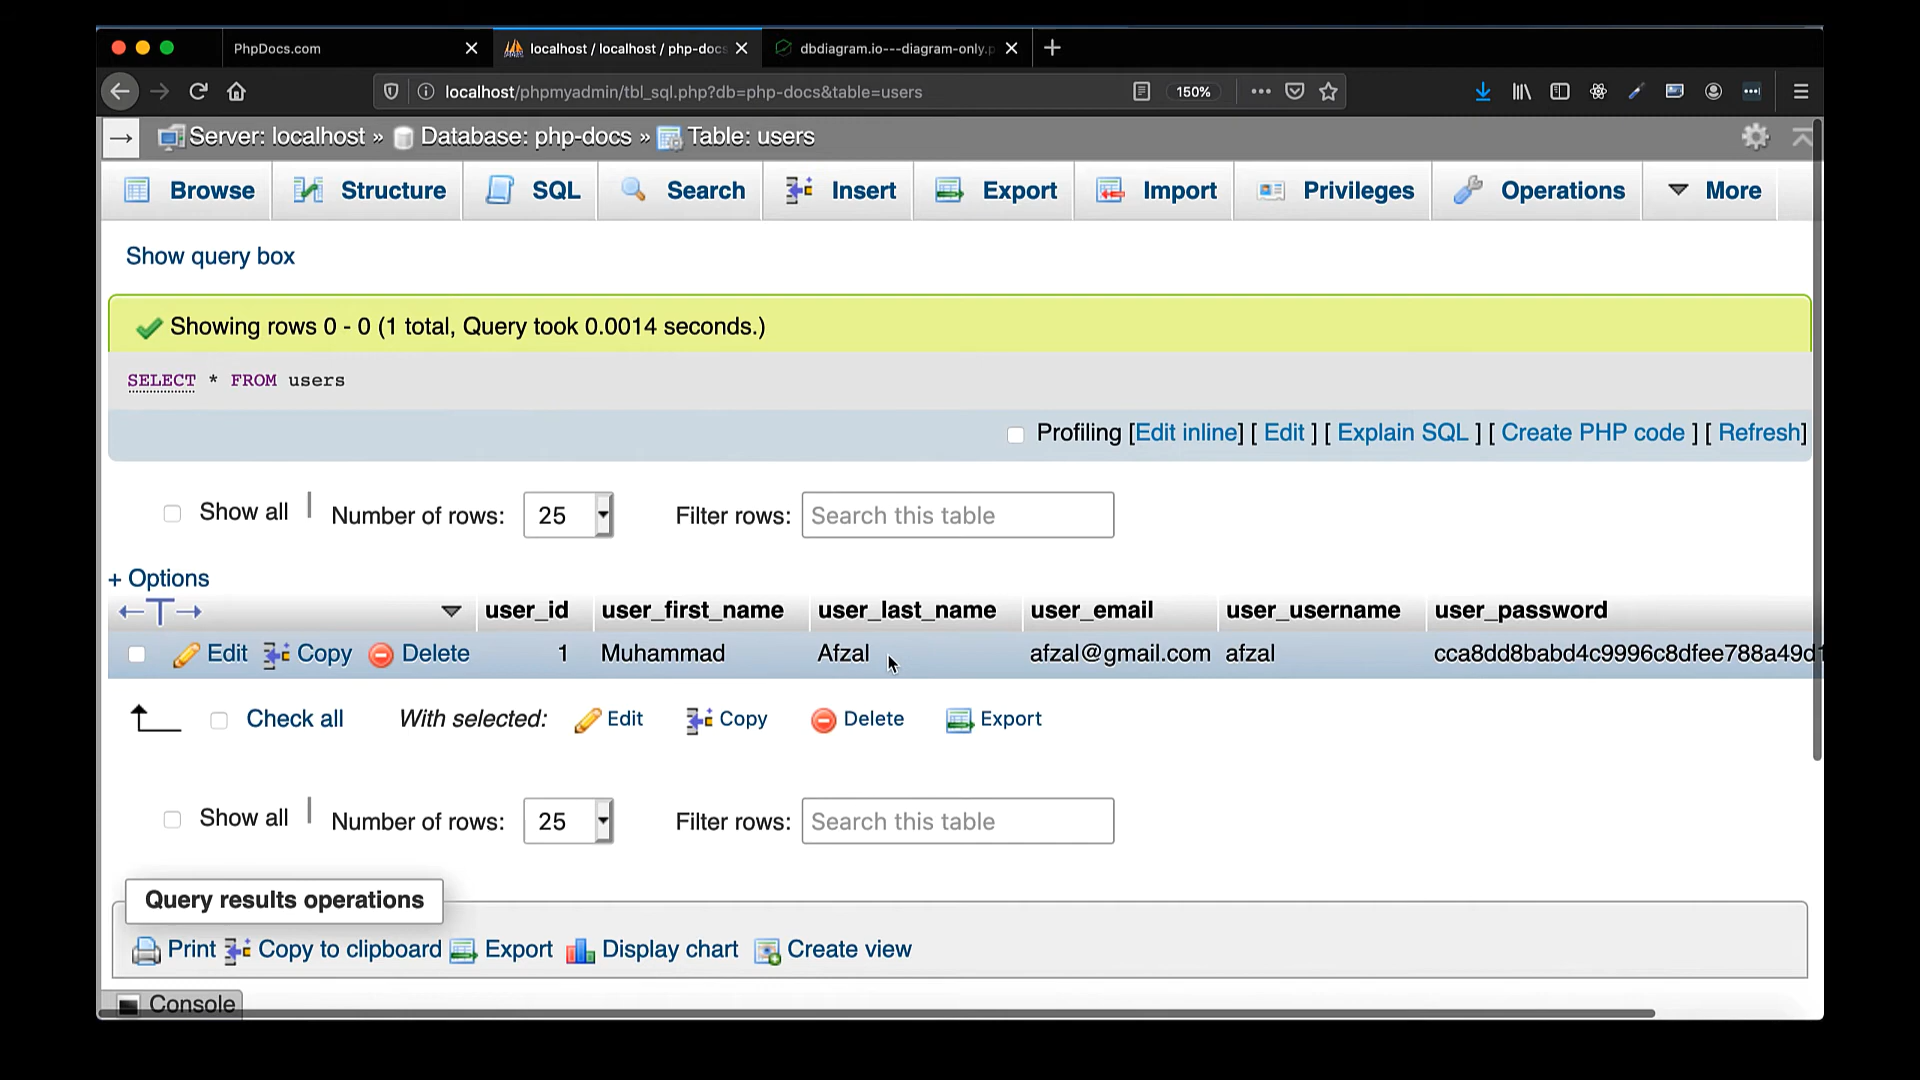 PhpDocs.com
localhost / localhost / php-docs
dbdiagram.io---diagram-only.p
localhost/phpmyadmin/tbl_sql.php?db=php-docs&table=users
150%
Server: localhost » Database: php-docs » Table: users
Browse Structure SQL Search Insert Export Import Privileges Operations More
Show query box
Showing rows 0 - 0 (1 total, Query took 0.0014 seconds.)
SELECT * FROM users
Profiling [Edit inline] [ Edit ] [ Explain SQL ] [ Create PHP code ] [ Refresh]
Show all Number of rows: 25 Filter rows: Search this table
+ Options
user_id user_first_name user_last_name user_email user_username user_password
Edit Copy Delete 1 Muhammad Afzal afzal@gmail.com afzal cca8dd8babd4c9996c8dfee788a49d1
Check all With selected: Edit Copy Delete Export
Show all Number of rows: 25 Filter rows: Search this table
Query results operations
Print Copy to clipboard Export Display chart Create view
Console